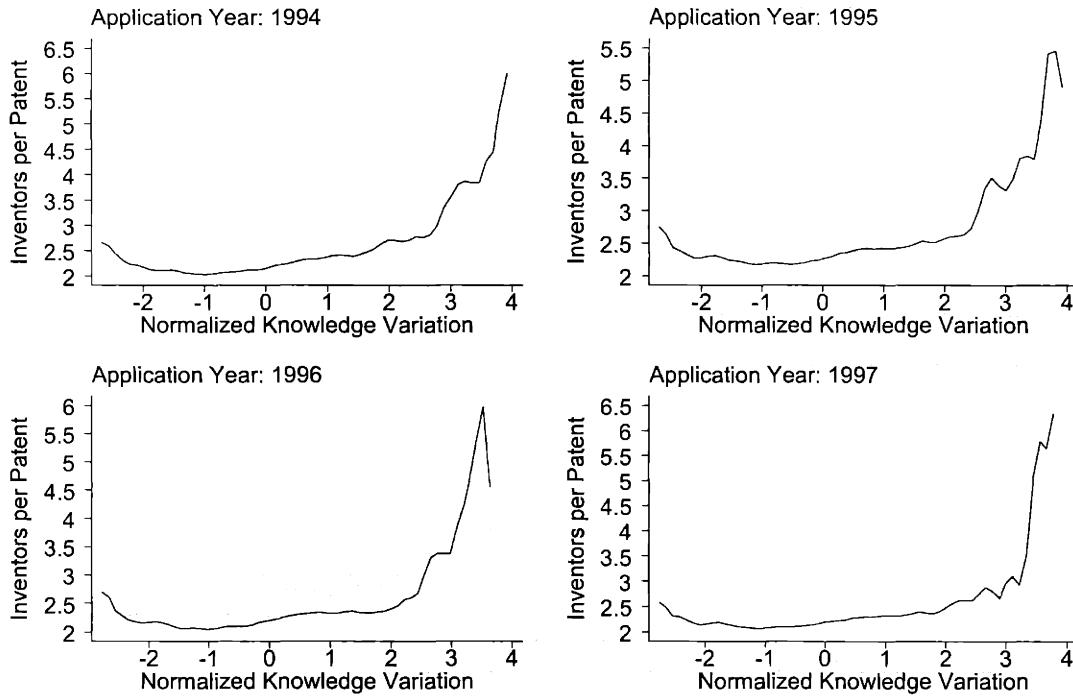 Application Year: 1994
Inventors per Patent
6.5
6
5.5
5
4.5
4
3.5
3
2.5
2
-2 -1 0 1 2 3 4
Normalized Knowledge Variation
Application Year: 1995
Inventors per Patent
5.5
5
4.5
4
3.5
3
2.5
2
-2 -1 0 1 2 3 4
Normalized Knowledge Variation
Application Year: 1996
Inventors per Patent
6
5.5
5
4.5
4
3.5
3
2.5
2
-2 -1 0 1 2 3 4
Normalized Knowledge Variation
Application Year: 1997
Inventors per Patent
6.5
6
5.5
5
4.5
4
3.5
3
2.5
2
-2 -1 0 1 2 3 4
Normalized Knowledge Variation